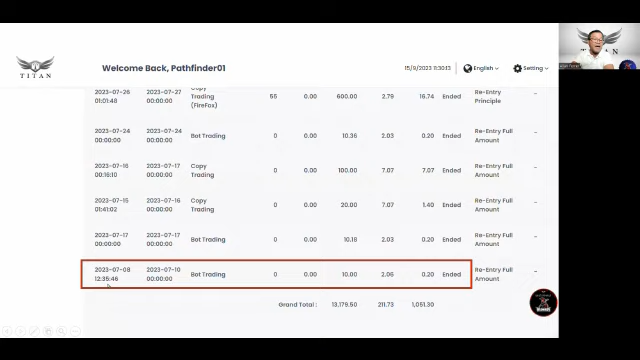 TITAN
Welcome Back, Pathfinder01
15/9/2023 11:30:13
English
Setting
2023-07-26 01:01:48
2023-07-27 00:00:00
Copy Trading (FireFox)
55
0.00
600.00
2.79
16.74
Ended
Re-Entry Principle
-
2023-07-24 00:00:00
2023-07-24 00:00:00
Bot Trading
0
0.00
10.36
2.03
0.20
Ended
Re-Entry Full Amount
-
2023-07-16 00:16:10
2023-07-17 00:00:00
Copy Trading
0
0.00
100.00
7.07
7.07
Ended
Re-Entry Full Amount
-
2023-07-15 01:41:02
2023-07-16 00:00:00
Copy Trading
0
0.00
20.00
7.07
1.40
Ended
Re-Entry Full Amount
-
2023-07-17 00:00:00
2023-07-17 00:00:00
Bot Trading
0
0.00
10.16
2.03
0.20
Ended
Re-Entry Full Amount
-
2023-07-08 12:35:46
2023-07-10 00:00:00
Bot Trading
0
0.00
10.00
2.06
0.20
Ended
Re-Entry Full Amount
-
Grand Total :
13,179.50
211.73
1,051.30